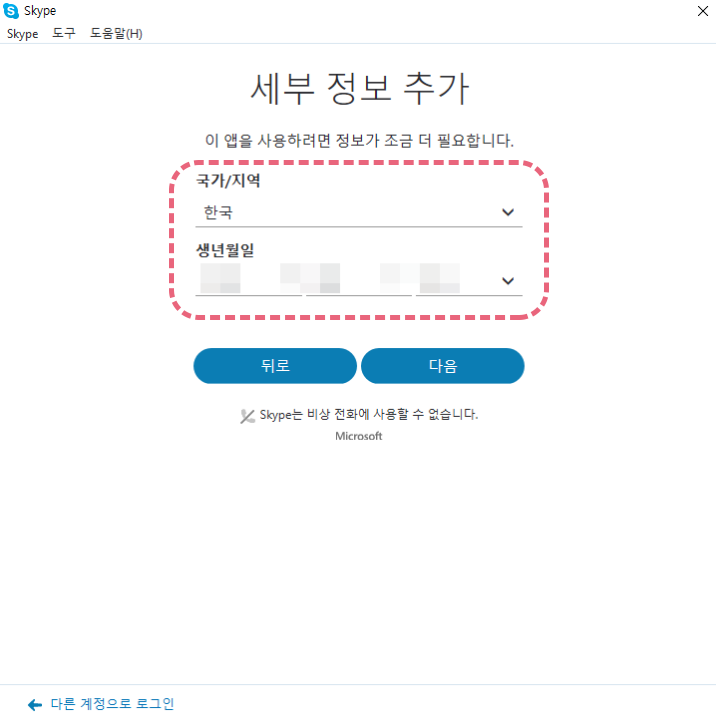 Skype
Skype 도구 도움말(H)
세부 정보 추가
이 앱을 사용하려면 정보가 조금 더 필요합니다.
국가/지역
한국
생년월일
뒤로 다음
Skype는 비상 전화에 사용할 수 없습니다.
Microsoft
다른 계정으로 로그인